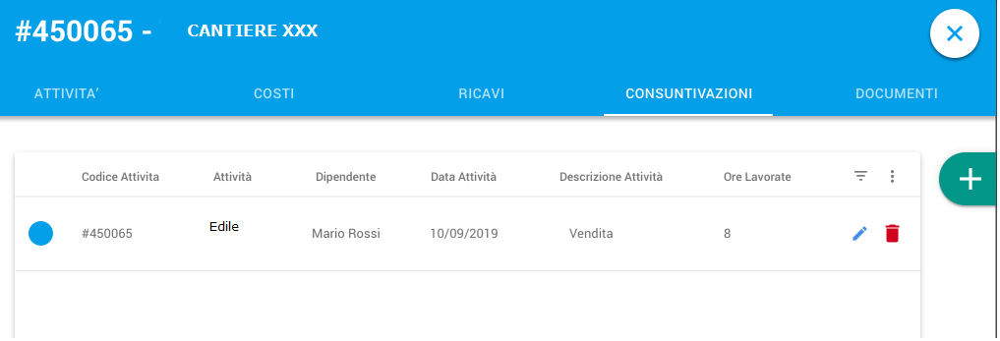 #450065 - CANTIERE XXX
ATTIVITA' COSTI RICAVI CONSUNTIVAZIONI DOCUMENTI
Codice Attivita Attività Dipendente Data Attività Descrizione Attività Ore Lavorate
#450065 Edile Mario Rossi 10/09/2019 Vendita 8